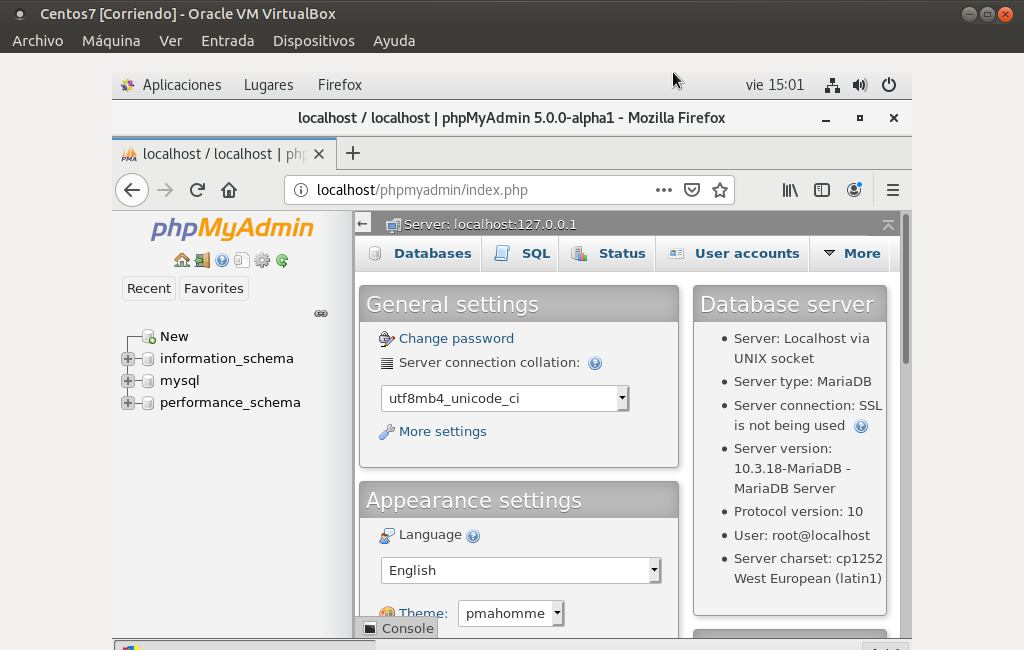 Centos7 [Corriendo] - Oracle VM VirtualBox
Archivo Máquina Ver Entrada Dispositivos Ayuda
Aplicaciones Lugares Firefox vie 15:01
localhost / localhost | phpMyAdmin 5.0.0-alpha1 - Mozilla Firefox
localhost / localhost | php
localhost/phpmyadmin/index.php
phpMyAdmin
Recent Favorites
New
information_schema
mysql
performance_schema
Server: localhost:127.0.0.1
Databases SQL Status User accounts More
General settings
Change password
Server connection collation:
utf8mb4_unicode_ci
More settings
Appearance settings
Language
English
Theme: pmahomme
Console
Database server
Server: Localhost via
UNIX socket
Server type: MariaDB
Server connection: SSL
is not being used
Server version:
10.3.18-MariaDB -
MariaDB Server
Protocol version: 10
User: root@localhost
Server charset: cp1252
West European (latin1)